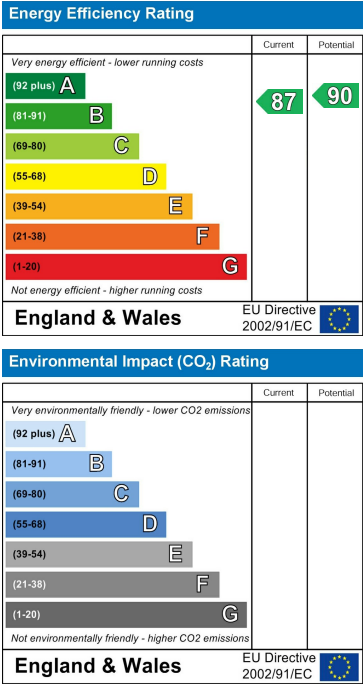 Energy Efficiency Rating
Current Potential
Very energy efficient - lower running costs
(92 plus) A
(81-91) B
87 90
(69-80) C
(55-68) D
(39-54) E
(21-38) F
(1-20) G
Not energy efficient - higher running costs
England & Wales
EU Directive
2002/91/EC
Environmental Impact (CO₂) Rating
Current Potential
Very environmentally friendly - lower CO2 emissions
(92 plus) A
(81-91) B
(69-80) C
(55-68) D
(39-54) E
(21-38) F
(1-20) G
Not environmentally friendly - higher CO2 emissions
England & Wales
EU Directive
2002/91/EC